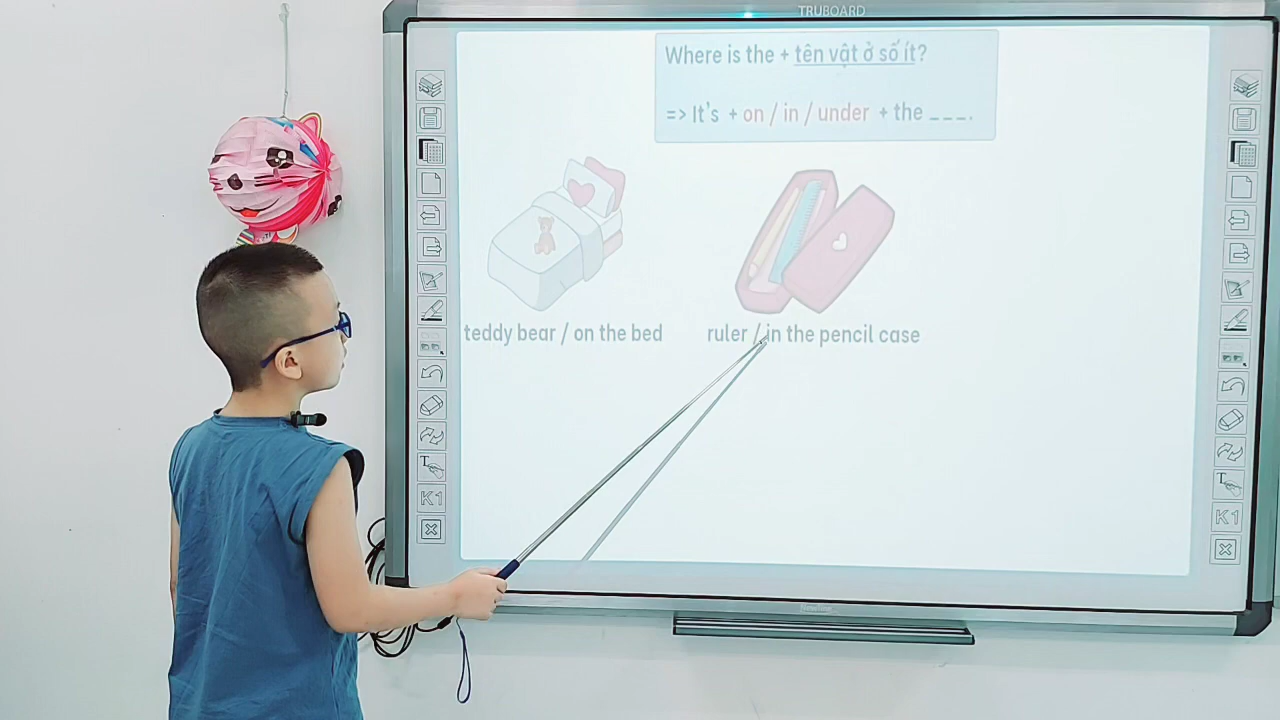 TRUBOARD
Where is the + tên vật ở số ít?
=> It's + on / in / under + the _ _ _.
teddy bear / on the bed
ruler / in the pencil case
T
T
K1
K1